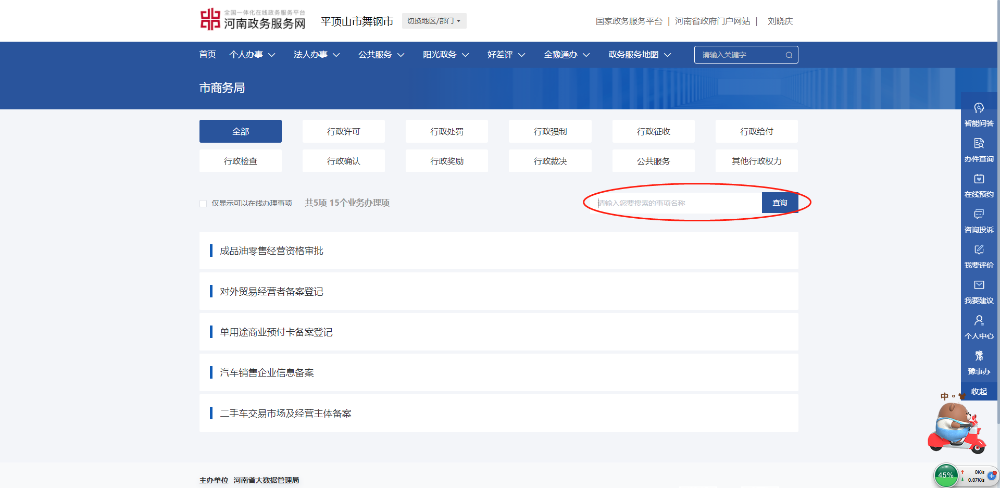 全国一体化在线政务服务平台
河南政务服务网
平顶山市舞钢市
切换地区/部门
国家政务服务平台 | 河南省政府门户网站 | 刘晓庆
首页 个人办事 法人办事 公共服务 阳光政务 好差评 全豫通办 政务服务地图 请输入关键字
市商务局
全部 行政许可 行政处罚 行政强制 行政征收 行政给付
行政检查 行政确认 行政奖励 行政裁决 公共服务 其他行政权力
仅显示可以在线办理事项 共5项 15个业务办理项 请输入您要搜索的事项名称 查询
成品油零售经营资格审批
对外贸易经营者备案登记
单用途商业预付卡备案登记
汽车销售企业信息备案
二手车交易市场及经营主体备案
主办单位 河南省大数据管理局
智能问答
办件查询
在线预约
咨询投诉
我要评价
我要建议
个人中心
豫事办
收起
中
45%
0K/s
0.07K/s